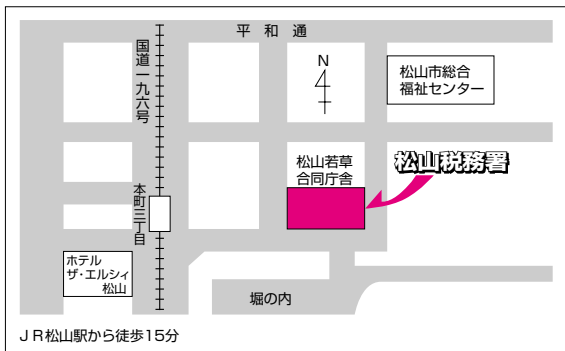 平和通
国道一九六号
N
松山市総合
福祉センター
松山若草
合同庁舎
松山税務署
本町三丁目
ホテル
ザ・エルシィ
松山
堀の内
JR松山駅から徒歩15分